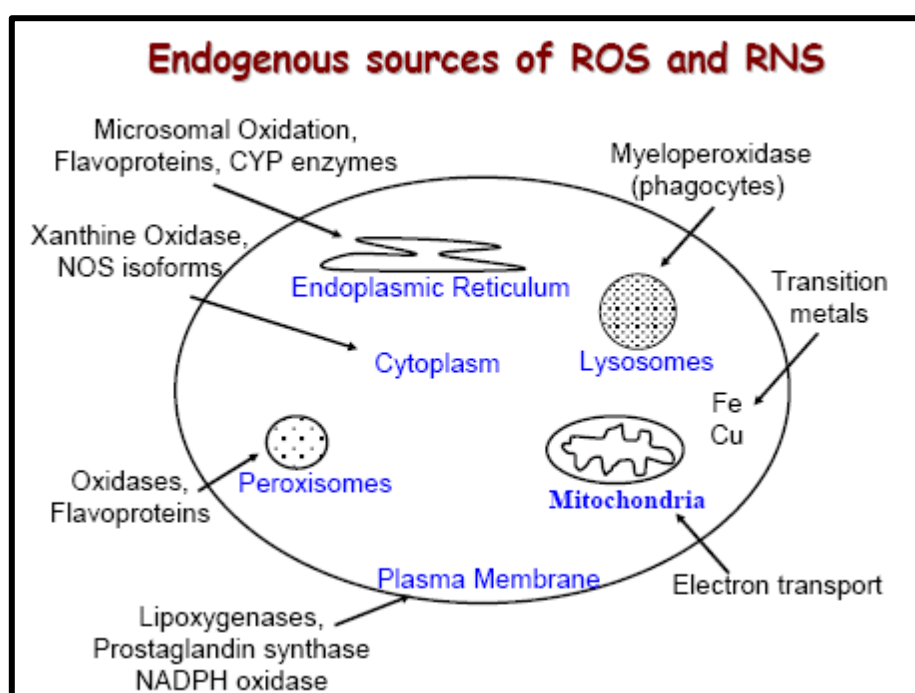 Endogenous sources of ROS and RNS
Microsomal Oxidation,
Flavoproteins, CYP enzymes
Myeloperoxidase
(phagocytes)
Xanthine Oxidase,
NOS isoforms
Endoplasmic Reticulum
Transition
metals
Cytoplasm
Lysosomes
Fe
Cu
Oxidases,
Flavoproteins
Peroxisomes
Mitochondria
Plasma Membrane
Electron transport
Lipoxygenases,
Prostaglandin synthase
NADPH oxidase